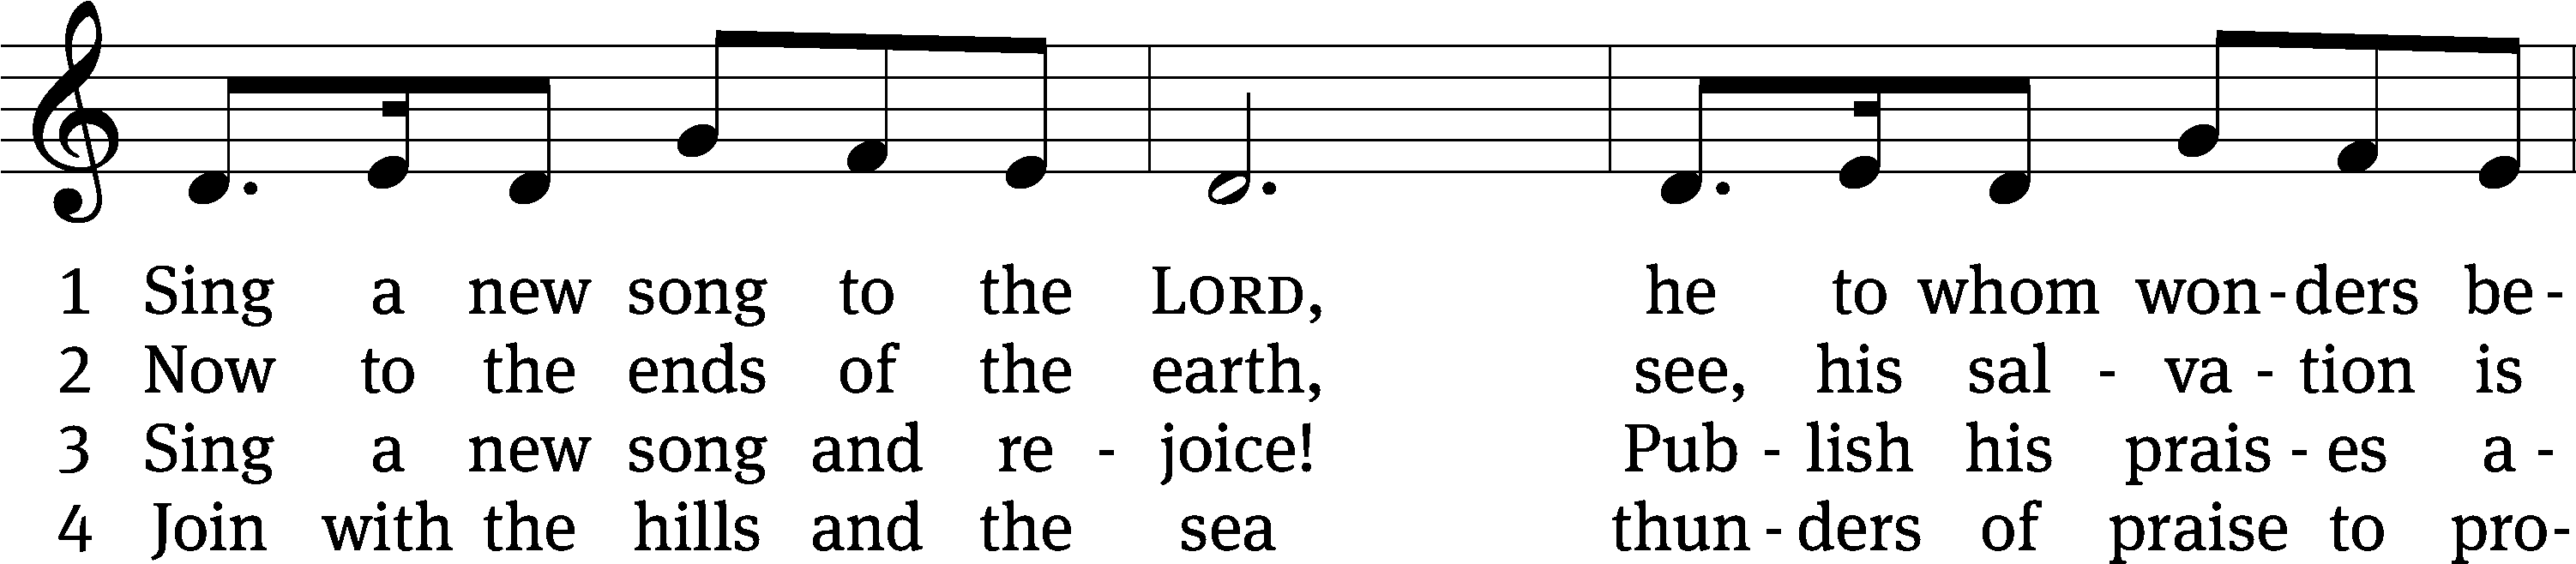 1 Sing a new song to the LORD, he to whom won - ders be -
2 Now to the ends of the earth, see, his sal - va - tion is
3 Sing a new song and re - joice! Pub - lish his prais - es a -
4 Join with the hills and the sea thun - ders of praise to pro-